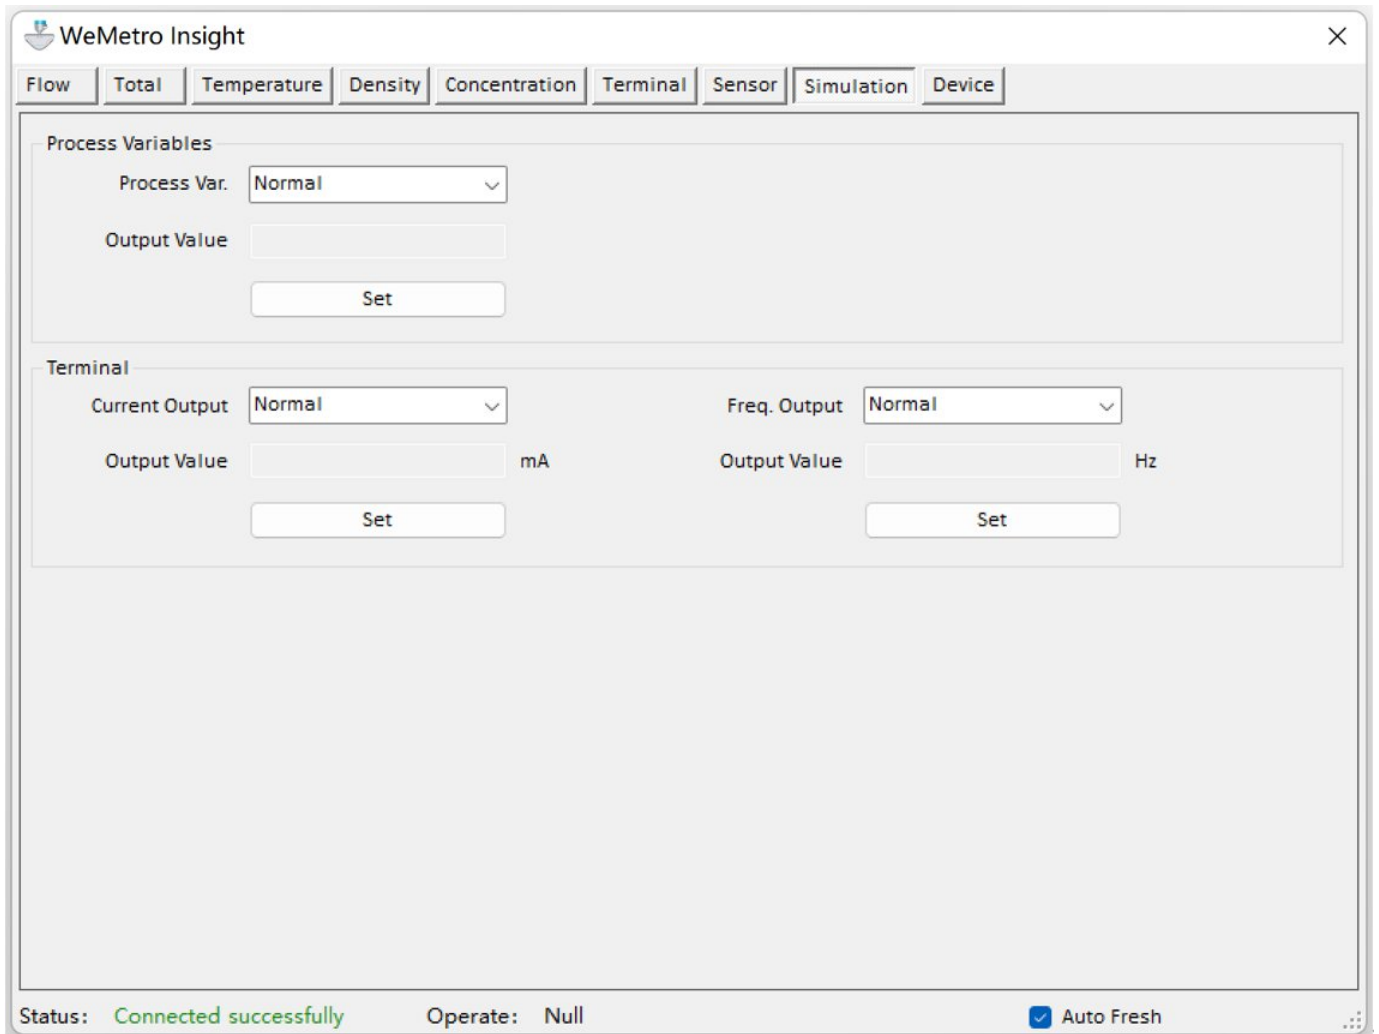 WeMetro Insight
Flow Total Temperature Density Concentration Terminal Sensor Simulation Device
Process Variables
Process Var. Normal
Output Value
Set
Terminal
Current Output Normal Freq. Output Normal
Output Value mA Output Value Hz
Set Set
Status: Connected successfully Operate: Null Auto Fresh